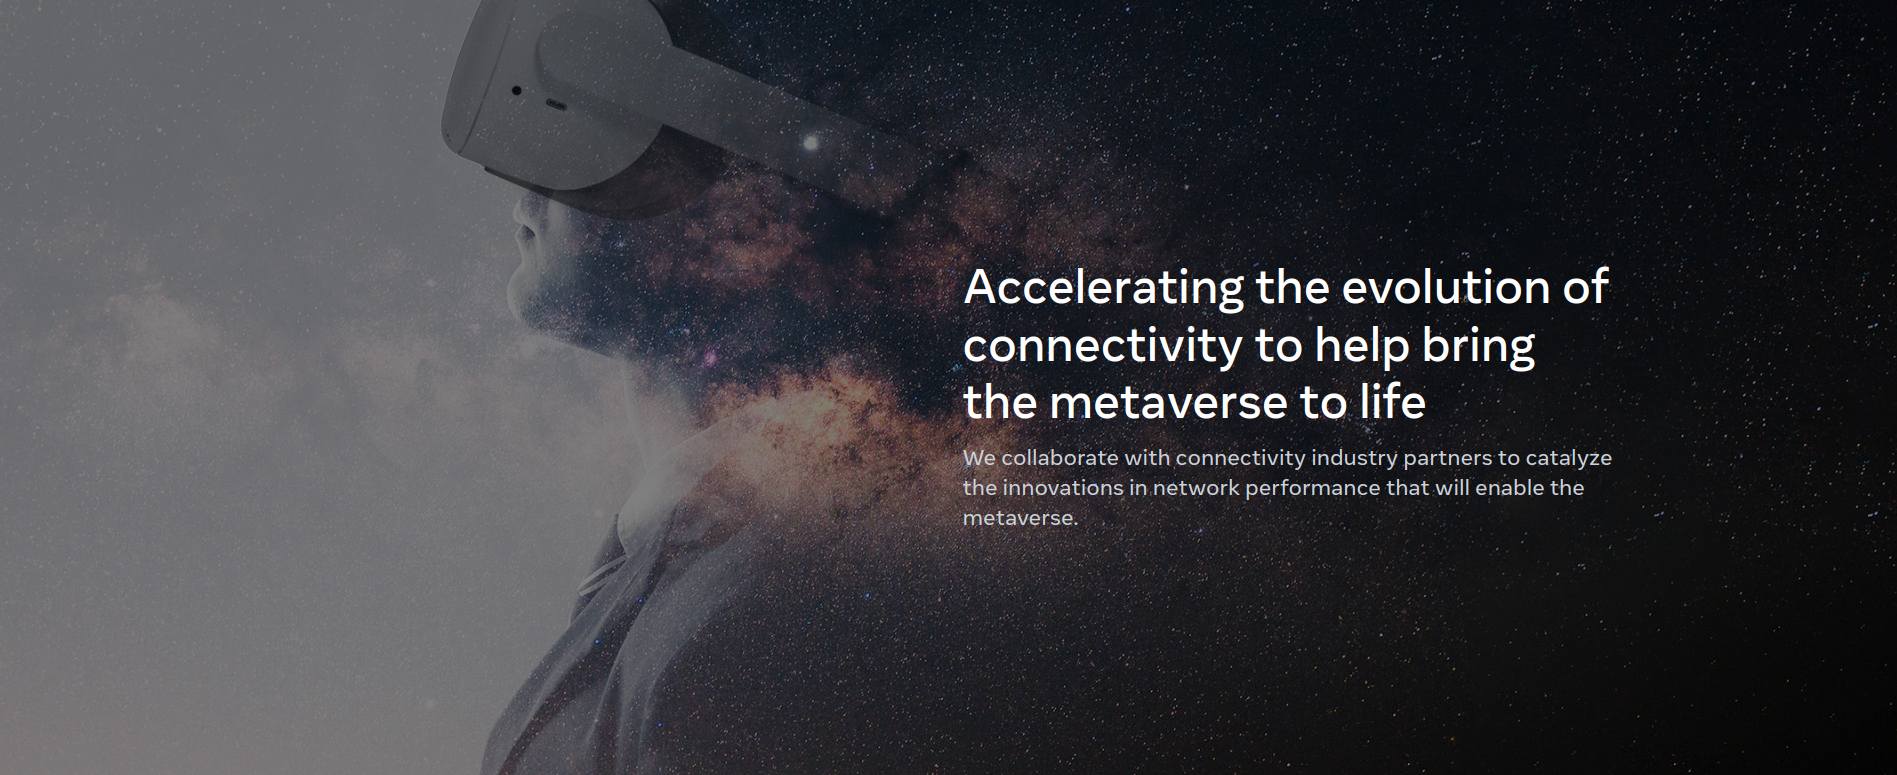 Accelerating the evolution of
connectivity to help bring
the metaverse to life
We collaborate with connectivity industry partners to catalyze
the innovations in network performance that will enable the
metaverse.